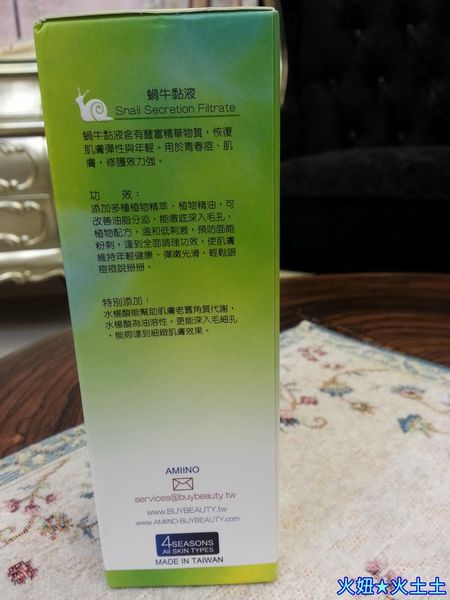 蝸牛黏液
Snail Secretion Filtrate
蝸牛黏液含有豐富精華物質，恢復
肌膚彈性與年輕。用於青春痘、肌
膚，修護效力強。
功　效：
添加多種植物精萃、植物精油，可
改善油脂分泌，能徹底深入毛孔，
植物配方，溫和低刺激，預防面皰
粉刺，達到全面調理功效，使肌膚
維持年輕健康、彈嫩光滑，輕鬆跟
痘痘說掰掰。
特別添加：
水楊酸能幫助肌膚老舊角質代謝，
水楊酸為油溶性，更能深入毛細孔
，能夠達到細緻肌膚效果。
AMIINO
services@buybeauty.tw
www.BUYBEAUTY.tw
www.AMIINO-BUYBEAUTY.com
4 SEASONS
All SKIN TYPES
MADE IN TAIWAN
火妞★火土土